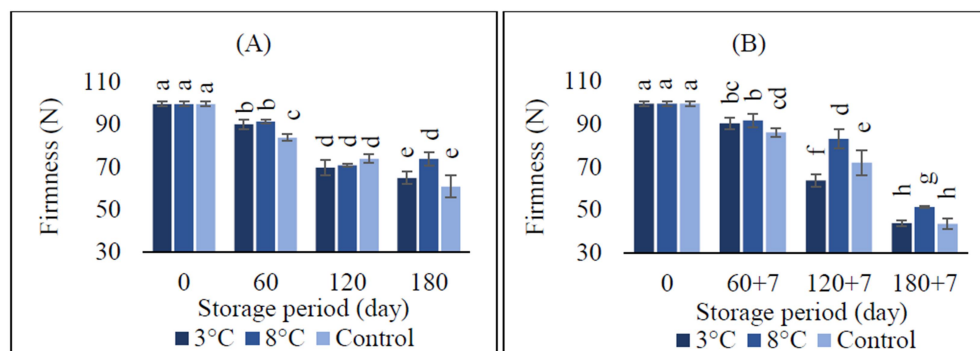 (A)
110
90
70
50
30
Firmness (N)
a a a
b b c
d d d
e d e
0 60 120 180
Storage period (day)
3°C 8°C Control
(B)
110
90
70
50
30
Firmness (N)
a a a
bc b cd
f d e
h g h
0 60+7 120+7 180+7
Storage period (day)
3°C 8°C Control